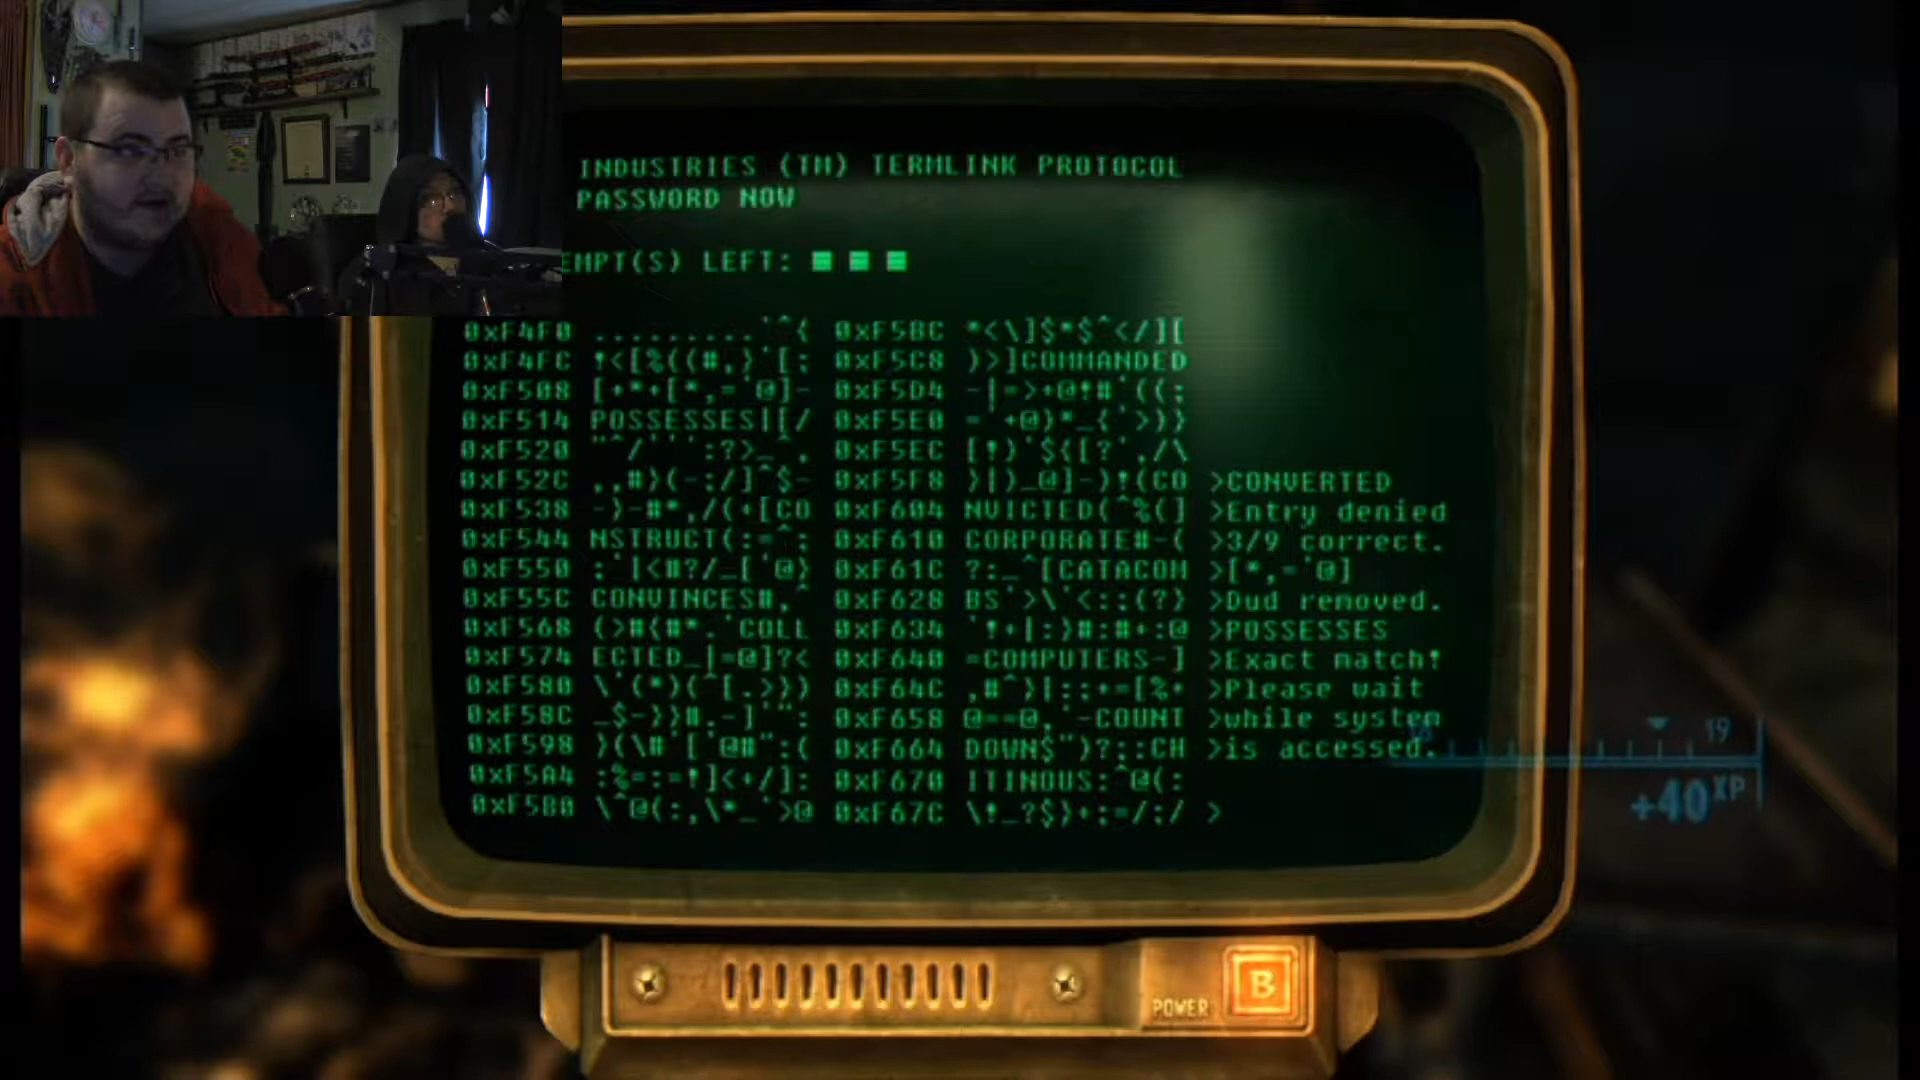 INDUSTRIES (TM) TERMLINK PROTOCOL
PASSWORD NOW
EMPT(S) LEFT: ■ ■ ■
0xF4F0 .........'^{ 0xF5BC *<\]$*$^</][
0xF4FC !<[%((#,}'[; 0xF5C8 )>]COMMANDED
0xF508 [+*+[*,='@]- 0xF5D4 -|=>+@!#'((;
0xF514 POSSESSES|[/ 0xF5E0 = +@}*_{'>)}
0xF520 "^/''':?>_^, 0xF5EC [!)'${[?',/\
0xF52C ,,#}(-;/]^$- 0xF5F8 }|)_@]-)!(CO
0xF538 -}-#*,/(+[CO 0xF604 NVICTED(^%(]
0xF544 NSTRUCT(:=^; 0xF610 CORPORATE#-(
0xF550 :'|<#?/_['@} 0xF61C ?:_^[CATACOM
0xF55C CONVINCES#,^ 0xF628 BS'>\'<::(?}
0xF568 (>#{#*.'COLL 0xF634 '!+|:}#:#+:@
0xF574 ECTED_|=@]?< 0xF640 =COMPUTERS-]
0xF580 \'(*)(^[.>}) 0xF64C ,#^}|::+=[%+
0xF58C _$-}}#.-]'": 0xF658 @==@,'-COUNT
0xF598 }(\#'['@#":( 0xF664 DOWN$")?::CH
0xF5A4 :%=:=!]<+/]: 0xF670 ITINOUS:^@(:
0xF5B0 \^@(:,\*_'>@ 0xF67C \!_?$}+;=/;/
>CONVERTED
>Entry denied
>3/9 correct.
>[*,='@]
>Dud removed.
>POSSESSES
>Exact match!
>Please wait
>while system
>is accessed.
>
19
+40 XP
POWER
B